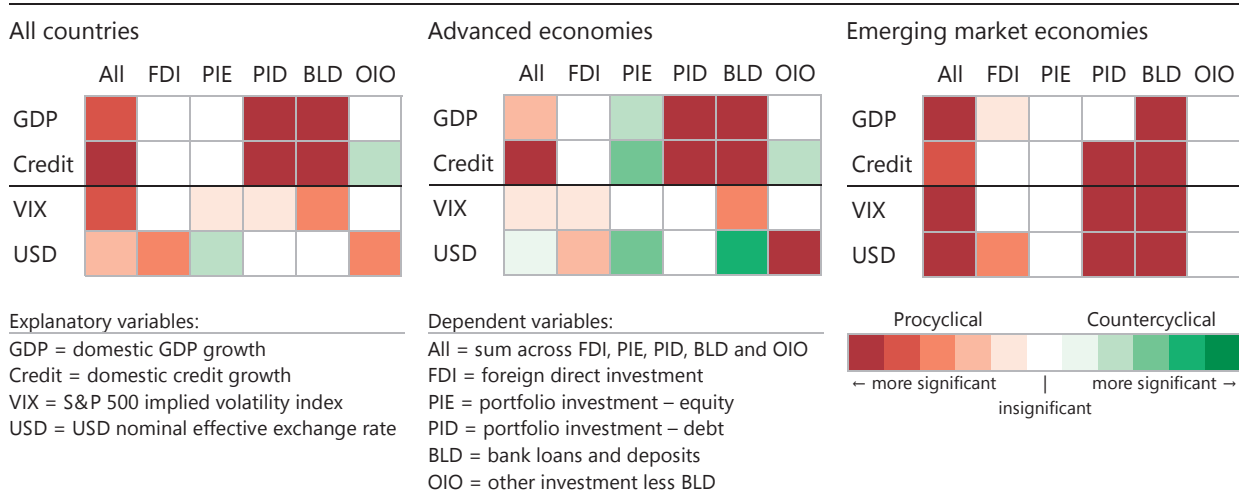 All countries
All FDI PIE PID BLD OIO
GDP
Credit
VIX
USD
Advanced economies
All FDI PIE PID BLD OIO
GDP
Credit
VIX
USD
Emerging market economies
All FDI PIE PID BLD OIO
GDP
Credit
VIX
USD
Explanatory variables:
GDP = domestic GDP growth
Credit = domestic credit growth
VIX = S&P 500 implied volatility index
USD = USD nominal effective exchange rate
Dependent variables:
All = sum across FDI, PIE, PID, BLD and OIO
FDI = foreign direct investment
PIE = portfolio investment – equity
PID = portfolio investment – debt
BLD = bank loans and deposits
OIO = other investment less BLD
Procyclical Countercyclical
← more significant | more significant →
insignificant